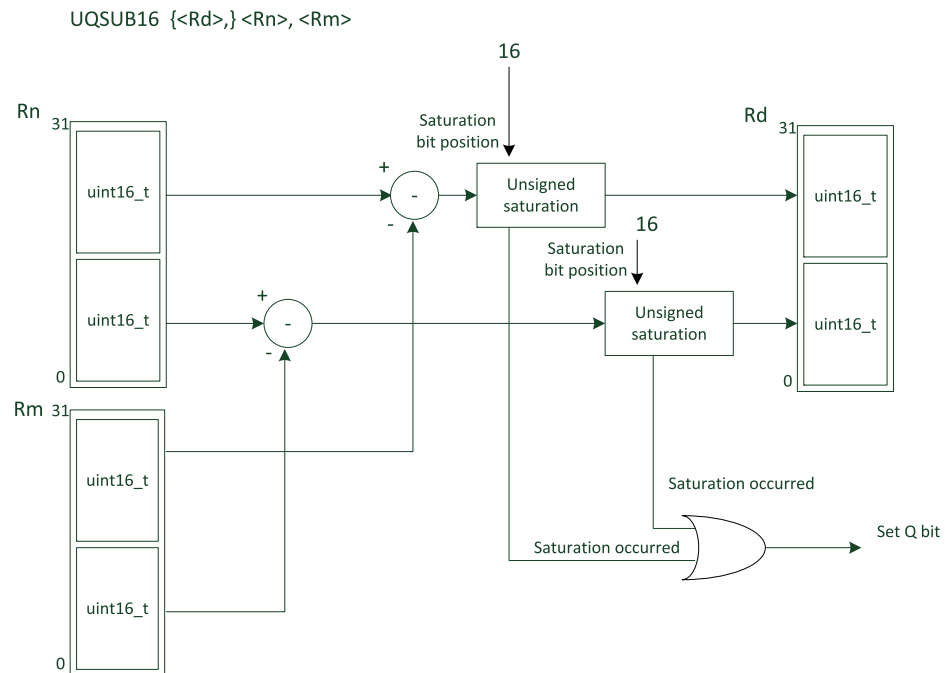 UQSUB16 {<Rd>,} <Rn>, <Rm>
16
Rn
31
Saturation
bit position
Rd
31
+
uint16_t
-
Unsigned
saturation
uint16_t
-
16
Saturation
bit position
+
uint16_t
-
Unsigned
saturation
uint16_t
-
0
0
Rm
31
uint16_t
Saturation occurred
Set Q bit
Saturation occurred
uint16_t
0